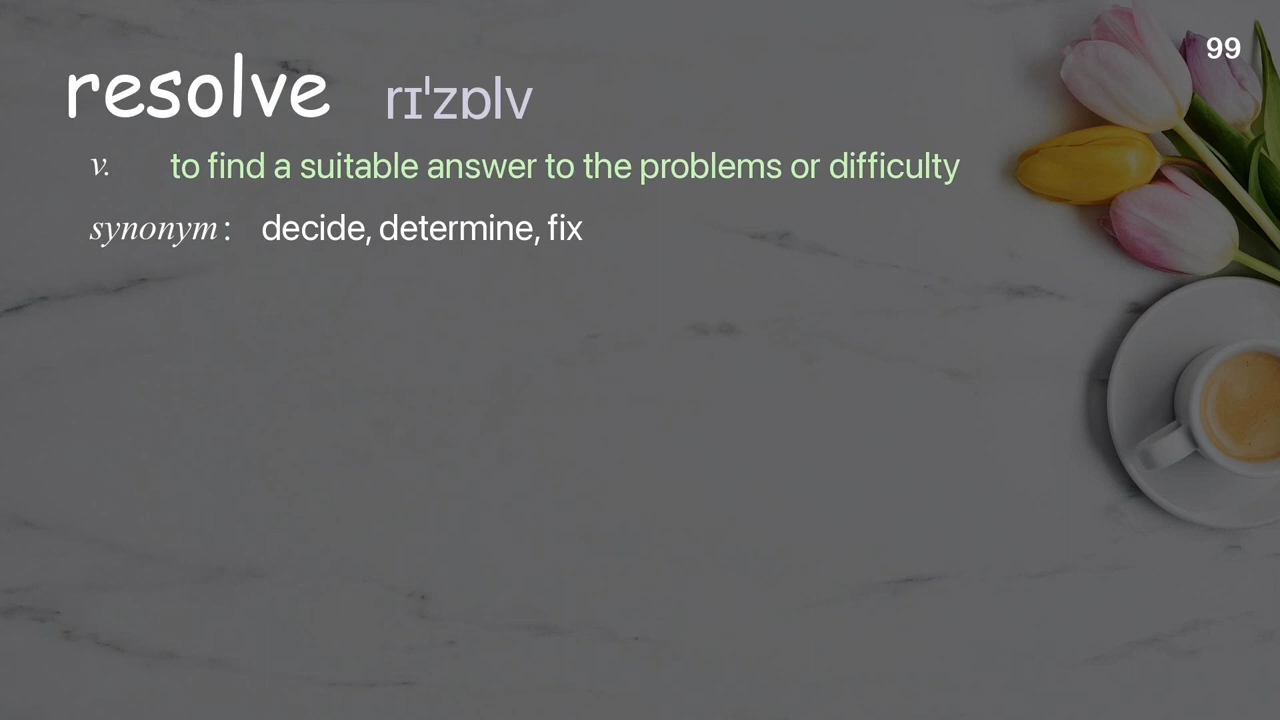 99
resolve rɪˈzɒlv
v. to find a suitable answer to the problems or difficulty
synonym : decide, determine, fix